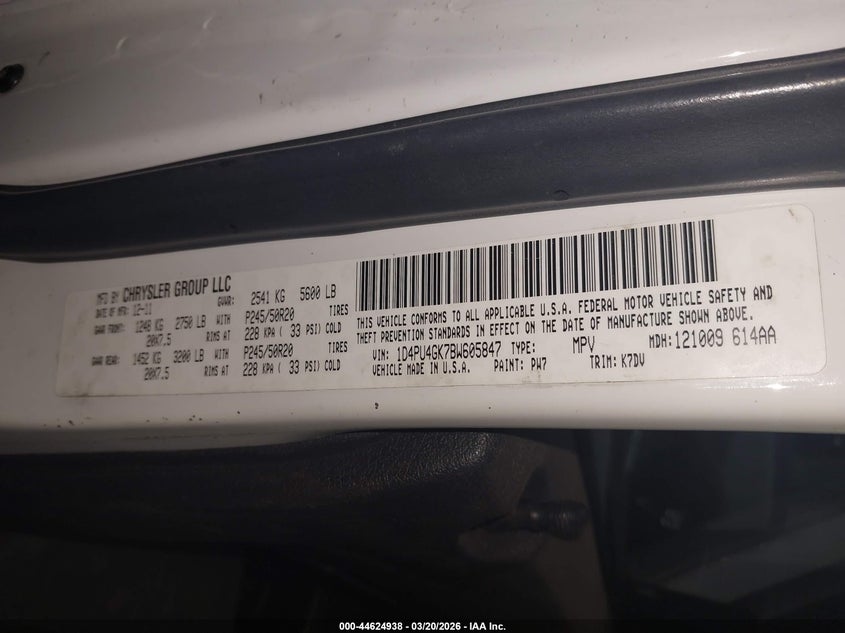 MFD BY CHRYSLER GROUP LLC
DATE OF MFR: 12-11 GVWR: 2541 KG 5600 LB
GAWR FRONT: 1248 KG 2750 LB WITH P245/50R20 TIRES
20X7.5 RIMS AT 228 KPA ( 33 PSI) COLD
GAWR REAR: 1452 KG 3200 LB WITH P245/50R20 TIRES
20X7.5 RIMS AT 228 KPA ( 33 PSI) COLD
THIS VEHICLE CONFORMS TO ALL APPLICABLE U.S.A. FEDERAL MOTOR VEHICLE SAFETY AND
THEFT PREVENTION STANDARDS IN EFFECT ON THE DATE OF MANUFACTURE SHOWN ABOVE.
VIN: 1D4PU4GK7BW605847 TYPE: MPV MDH: 121009 614AA
VEHICLE MADE IN U.S.A. PAINT: PW7 TRIM: K7DV
000-44624938 — 03/20/2026 — IAA Inc.